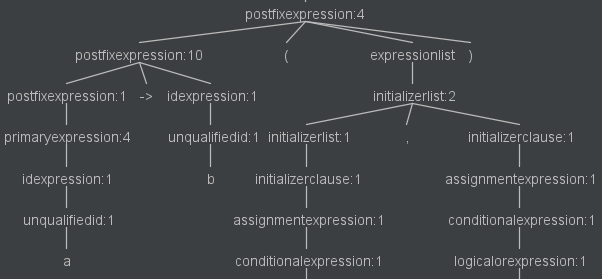 postfixexpression:4
postfixexpression:10 ( expressionlist )
postfixexpression:1 -> idexpression:1 initializerlist:2
primaryexpression:4 unqualifiedid:1 initializerlist:1 , initializerclause:1
idexpression:1 b initializerclause:1 assignmentexpression:1
unqualifiedid:1 assignmentexpression:1 conditionalexpression:1
a conditionalexpression:1 logicalorexpression:1